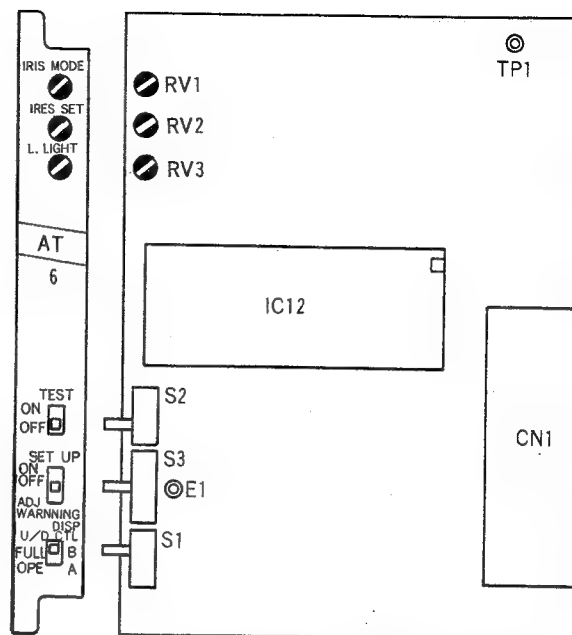 IRIS MODE
IRES SET
L. LIGHT
AT
6
TEST
ON
OFF
SET UP
ON
OFF
ADJ
WARNNING
DISP
U/D CTL
FULL B
OPE A
RV1
RV2
RV3
TP1
IC12
S2
S3
E1
S1
CN1